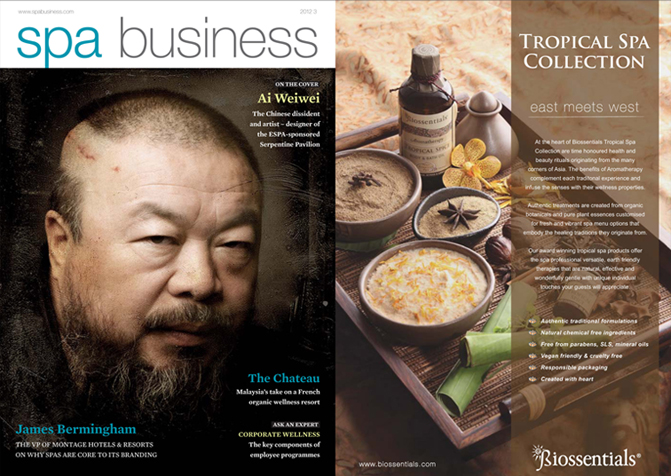 www.spabusiness.com
2012 3
spa business
ON THE COVER
Ai Weiwei
The Chinese dissident
and artist – designer of
the ESPA-sponsored
Serpentine Pavilion
The Chateau
Malaysia's take on a French
organic wellness resort
James Bermingham
THE VP OF MONTAGE HOTELS & RESORTS
ON WHY SPAS ARE CORE TO ITS BRANDING
ASK AN EXPERT
CORPORATE WELLNESS
The key components of
employee programmes
TROPICAL SPA
COLLECTION
east meets west
At the heart of Biossentials Tropical Spa
Collection are time honoured health and
beauty rituals originating from the many
corners of Asia. The benefits of Aromatherapy
complement each traditional experience and
infuse the senses with their wellness properties.
Authentic treatments are created from organic
botanicals and pure plant essences customised
for fresh and vibrant spa menu options that
embody the healing traditions they originate from.
Our award winning tropical spa products offer
the spa professional versatile, earth friendly
therapies that are natural, effective and
wonderfully gentle with unique individual
touches your guests will appreciate
Authentic traditional formulations
Natural chemical free ingredients
Free from parabens, SLS, mineral oils
Vegan friendly & cruelty free
Responsible packaging
Created with heart
Biossentials
TROPICAL SPICE
www.biossentials.com
Biossentials®